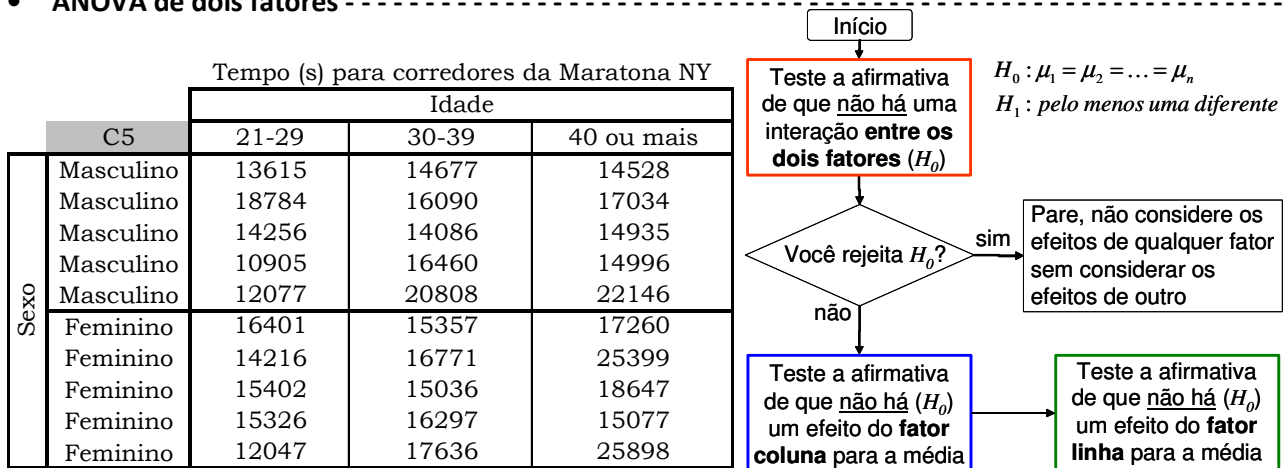 • ANOVA de dois fatores - - - - - - - - - - - - - - - - - - - - - - - - - - - - - - - - - - - - - - - - - - - - - - - - - - - - - - - - - - - - - - - - - - - - -
Tempo (s) para corredores da Maratona NY
Idade
C5 21-29 30-39 40 ou mais
Sexo
Masculino 13615 14677 14528
Masculino 18784 16090 17034
Masculino 14256 14086 14935
Masculino 10905 16460 14996
Masculino 12077 20808 22146
Feminino 16401 15357 17260
Feminino 14216 16771 25399
Feminino 15402 15036 18647
Feminino 15326 16297 15077
Feminino 12047 17636 25898
Início
Teste a afirmativa
de que não há uma
interação entre os
dois fatores (H₀)
H₀ : μ₁ = μ₂ = … = μₙ
H₁ : pelo menos uma diferente
Você rejeita H₀?
sim
Pare, não considere os
efeitos de qualquer fator
sem considerar os
efeitos de outro
não
Teste a afirmativa
de que não há (H₀)
um efeito do fator
coluna para a média
Teste a afirmativa
de que não há (H₀)
um efeito do fator
linha para a média